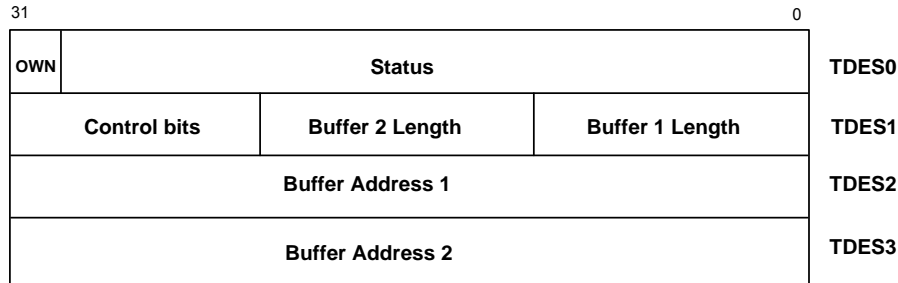 31 0
OWN Status TDES0
Control bits Buffer 2 Length Buffer 1 Length TDES1
Buffer Address 1 TDES2
Buffer Address 2 TDES3